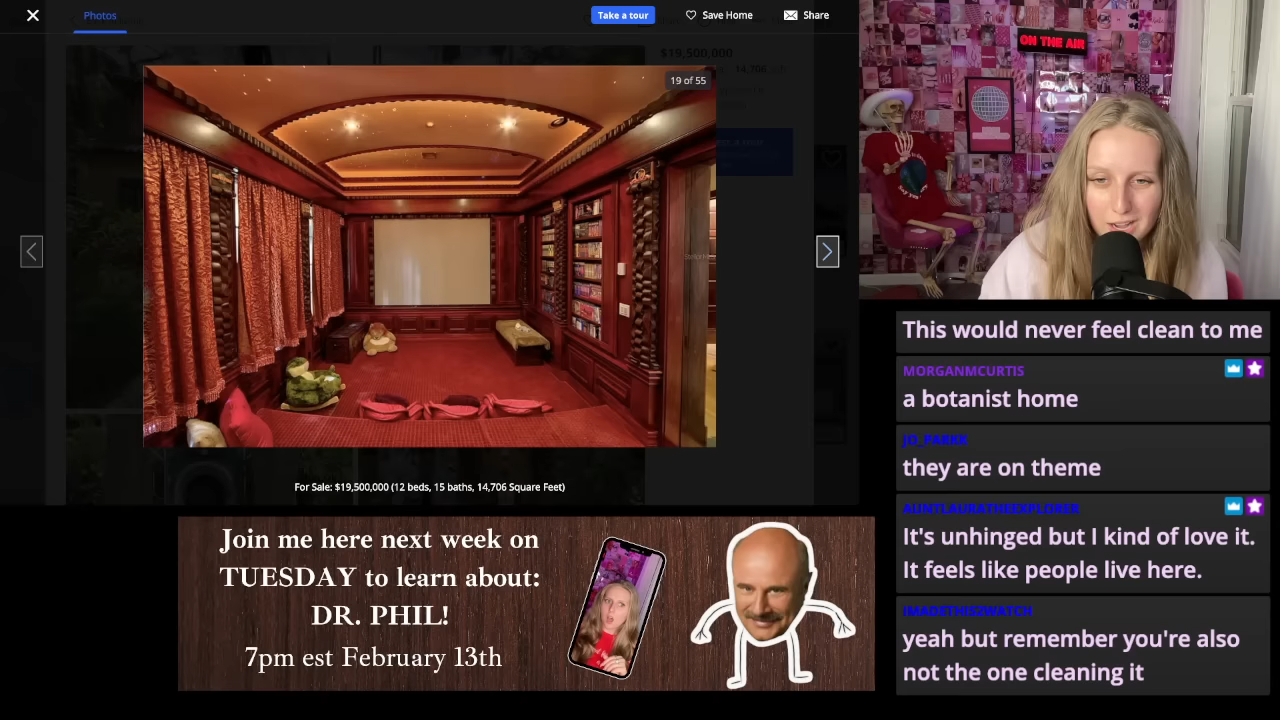 Photos
Take a tour
Save Home
Share
$19,500,000
19 of 55
ON THE AIR
For Sale: $19,500,000 (12 beds, 15 baths, 14,706 Square Feet)
Join me here next week on
TUESDAY to learn about:
DR. PHIL!
7pm est February 13th
This would never feel clean to me
MORGANMCURTIS
a botanist home
JO_PARKK
they are on theme
AUNTLAURATHEEXPLORER
It's unhinged but I kind of love it.
It feels like people live here.
IMADETHIS2WATCH
yeah but remember you're also
not the one cleaning it